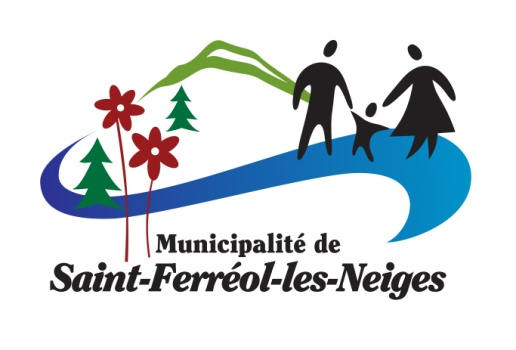 Municipalité de
Saint-Ferréol-les-Neiges